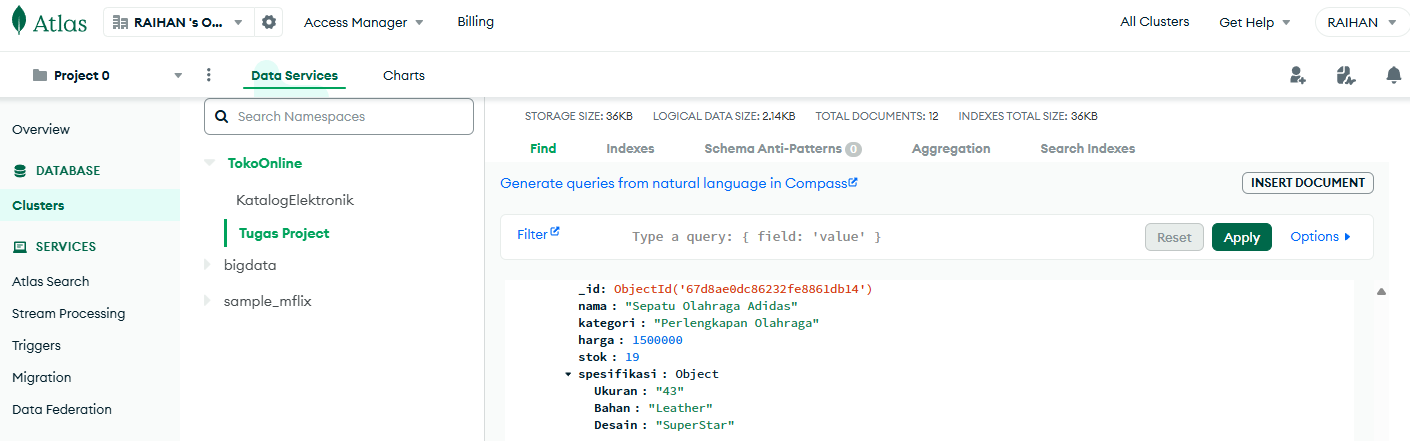 Atlas
RAIHAN 's O...
Access Manager
Billing
All Clusters
Get Help
RAIHAN
Project 0
Data Services
Charts
Overview
DATABASE
Clusters
SERVICES
Atlas Search
Stream Processing
Triggers
Migration
Data Federation
Search Namespaces
TokoOnline
KatalogElektronik
Tugas Project
bigdata
sample_mflix
STORAGE SIZE: 36KB LOGICAL DATA SIZE: 2.14KB TOTAL DOCUMENTS: 12 INDEXES TOTAL SIZE: 36KB
Find Indexes Schema Anti-Patterns 0 Aggregation Search Indexes
Generate queries from natural language in Compass
INSERT DOCUMENT
Filter
Type a query: { field: 'value' }
Reset
Apply
Options
_id: ObjectId('67d8ae0dc86232fe8861db14')
nama : "Sepatu Olahraga Adidas"
kategori : "Perlengkapan Olahraga"
harga : 1500000
stok : 19
spesifikasi : Object
Ukuran : "43"
Bahan : "Leather"
Desain : "SuperStar"